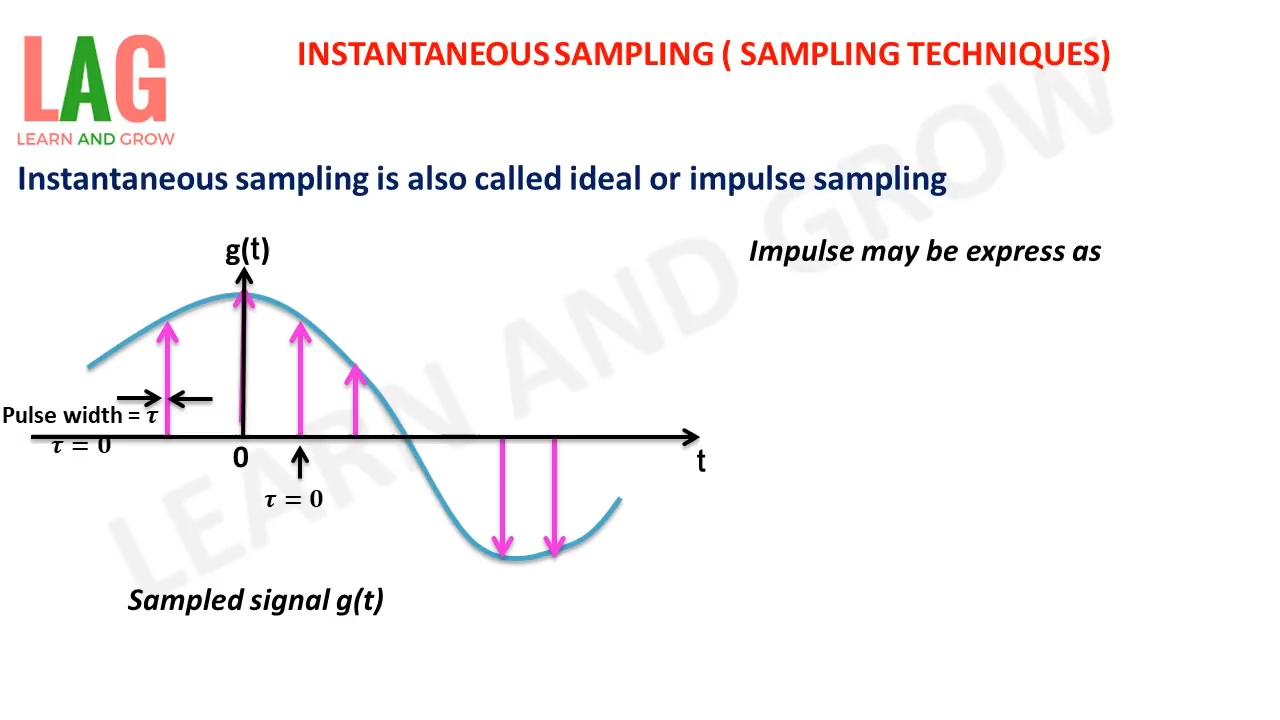 LAG
LEARN AND GROW
INSTANTANEOUS SAMPLING ( SAMPLING TECHNIQUES)
Instantaneous sampling is also called ideal or impulse sampling
g(t)
Impulse may be express as
Pulse width = τ
τ = 0
0
t
τ = 0
Sampled signal g(t)
LEARN AND GROW